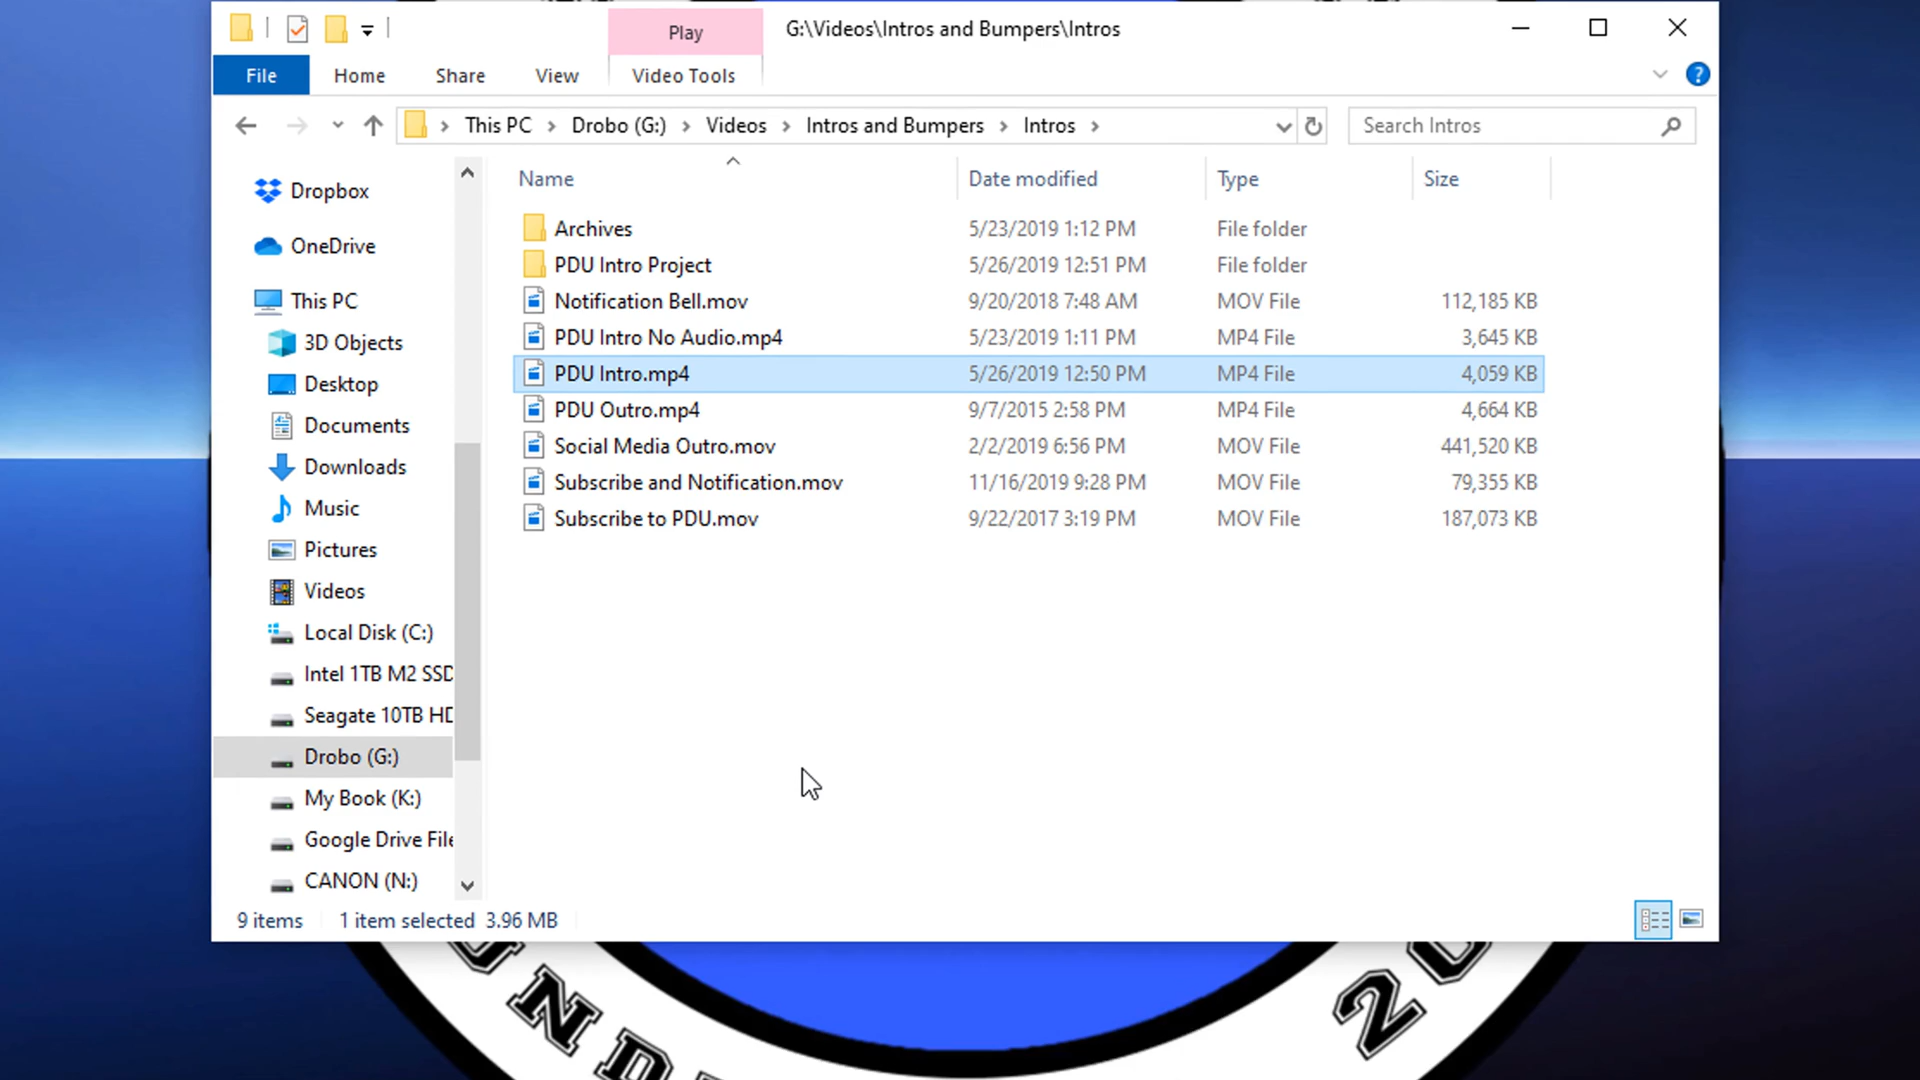 Play
G:\Videos\Intros and Bumpers\Intros
File
Home
Share
View
Video Tools
This PC
Drobo (G:)
Videos
Intros and Bumpers
Intros
Search Intros
Name
Date modified
Type
Size
Archives 5/23/2019 1:12 PM File folder
PDU Intro Project 5/26/2019 12:51 PM File folder
Notification Bell.mov 9/20/2018 7:48 AM MOV File 112,185 KB
PDU Intro No Audio.mp4 5/23/2019 1:11 PM MP4 File 3,645 KB
PDU Intro.mp4 5/26/2019 12:50 PM MP4 File 4,059 KB
PDU Outro.mp4 9/7/2015 2:58 PM MP4 File 4,664 KB
Social Media Outro.mov 2/2/2019 6:56 PM MOV File 441,520 KB
Subscribe and Notification.mov 11/16/2019 9:28 PM MOV File 79,355 KB
Subscribe to PDU.mov 9/22/2017 3:19 PM MOV File 187,073 KB
Dropbox
OneDrive
This PC
3D Objects
Desktop
Documents
Downloads
Music
Pictures
Videos
Local Disk (C:)
Intel 1TB M2 SSD
Seagate 10TB HD
Drobo (G:)
My Book (K:)
Google Drive File
CANON (N:)
9 items
1 item selected 3.96 MB